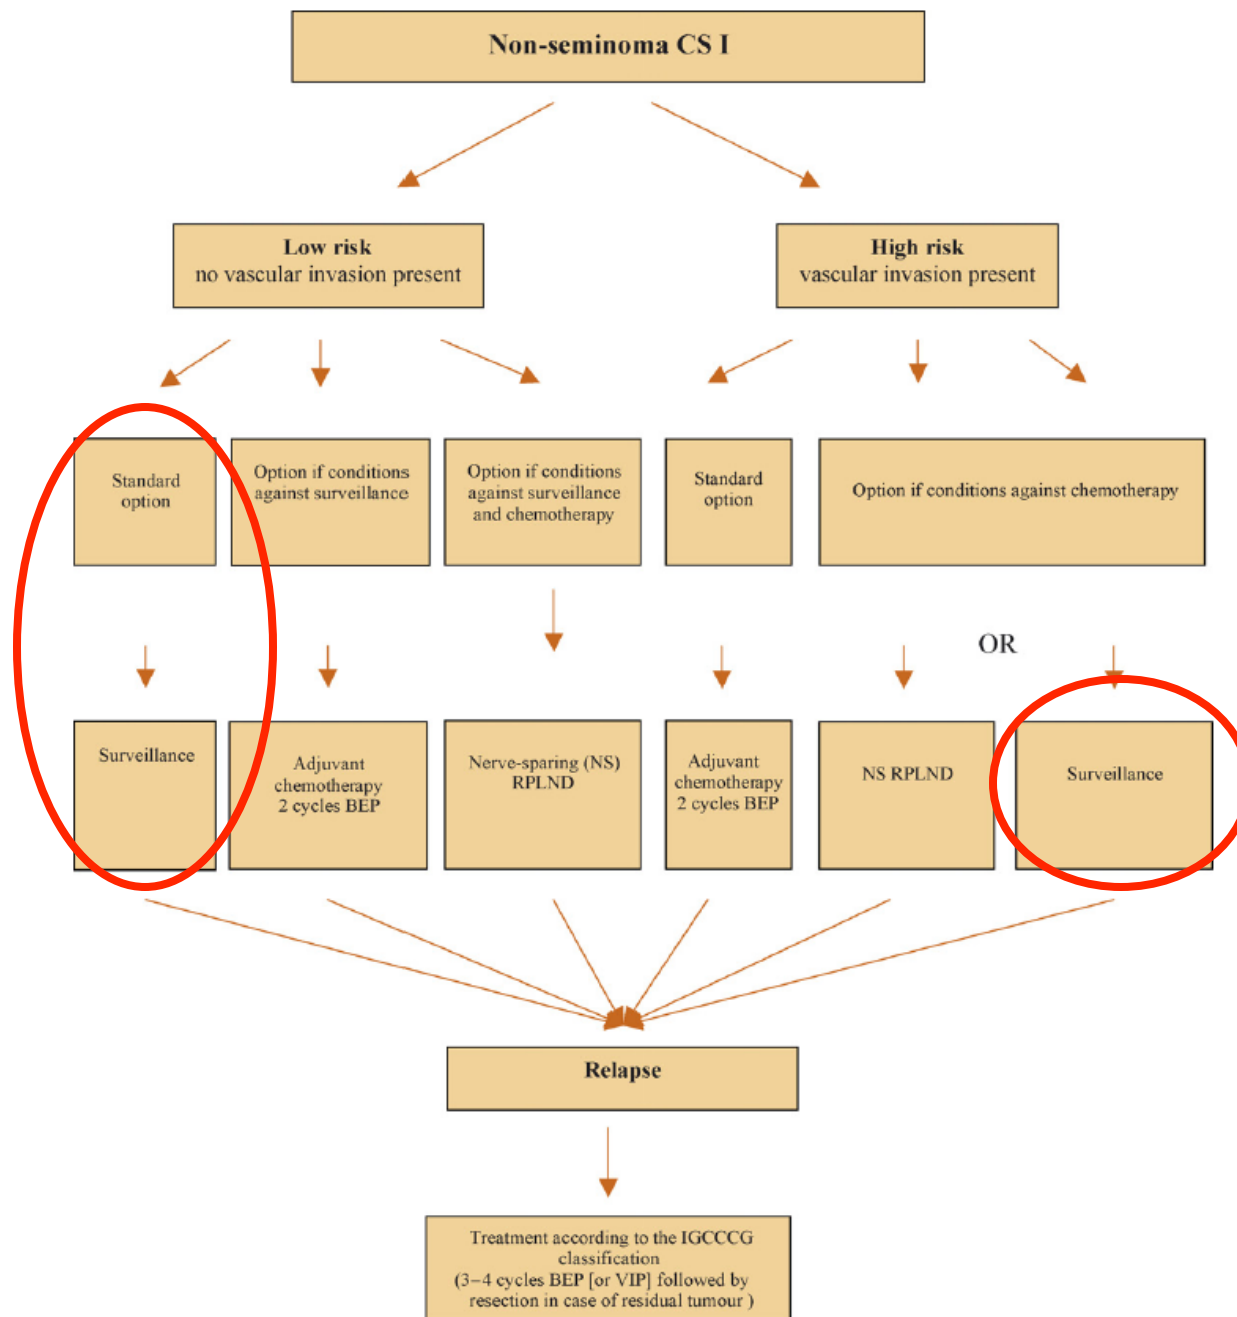 Non-seminoma CS I
Low risk
no vascular invasion present
High risk
vascular invasion present
Standard
option
Option if conditions
against surveillance
Option if conditions
against surveillance
and chemotherapy
Standard
option
Option if conditions against chemotherapy
OR
Surveillance
Adjuvant
chemotherapy
2 cycles BEP
Nerve-sparing (NS)
RPLND
Adjuvant
chemotherapy
2 cycles BEP
NS RPLND
Surveillance
Relapse
Treatment according to the IGCCCG
classification
(3–4 cycles BEP [or VIP] followed by
resection in case of residual tumour )